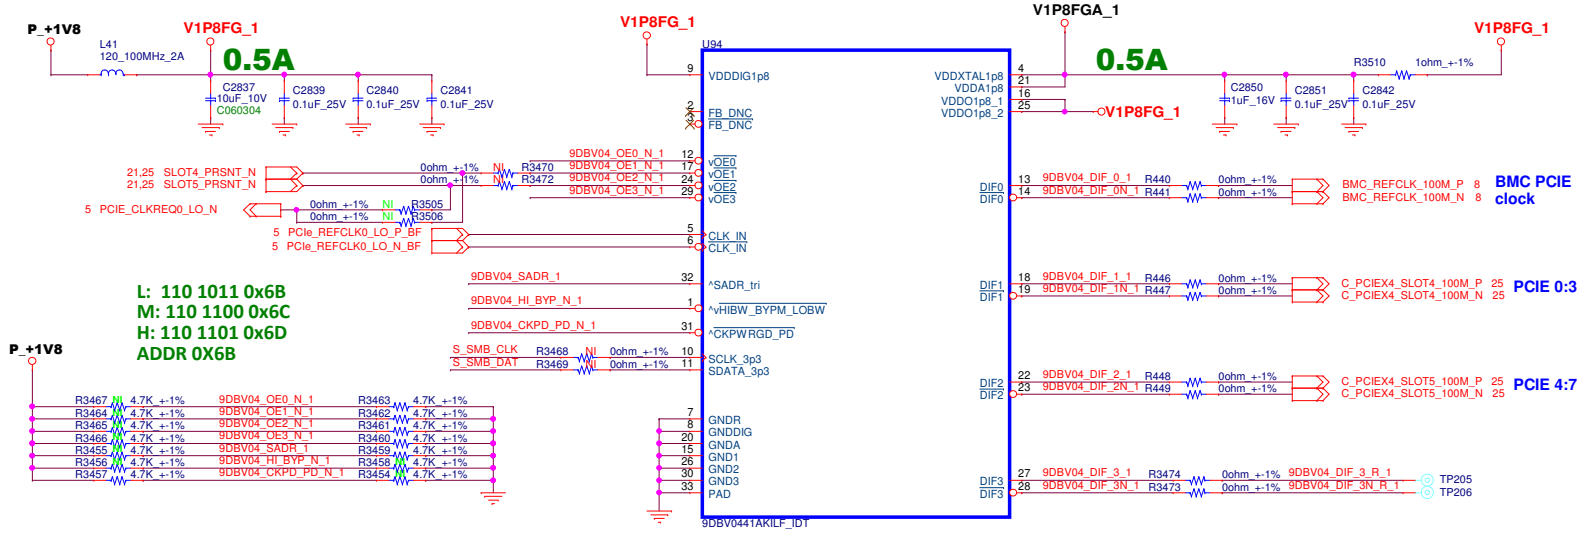 P_+1V8
L41
120_100MHz_2A
V1P8FG_1
0.5A
C2837
10uF_10V
C060304
C2839
0.1uF_25V
C2840
0.1uF_25V
C2841
0.1uF_25V
V1P8FG_1
U94
V1P8FGA_1
0.5A
R3510
1ohm_+-1%
V1P8FG_1
C2850
1uF_16V
C2851
0.1uF_25V
C2842
0.1uF_25V
V1P8FG_1
9 VDDDIG1p8
2 FB_DNC
3 FB_DNC
VDDXTAL1p8 4
VDDA1p8 21
VDDO1p8_1 16
VDDO1p8_2 25
9DBV04_OE0_N_1 12 vOE0
21,25 SLOT4_PRSNT_N 0ohm_+-1% NI R3470 9DBV04_OE1_N_1 17 vOE1
21,25 SLOT5_PRSNT_N 0ohm_+-1% NI R3472 9DBV04_OE2_N_1 24 vOE2
9DBV04_OE3_N_1 29 vOE3
5 PCIE_CLKREQ0_LO_N
0ohm_+-1% NI R3505
0ohm_+-1% NI R3506
5 PCIe_REFCLK0_LO_P_BF 5 CLK_IN
5 PCIe_REFCLK0_LO_N_BF 6 CLK_IN
DIF0 13 9DBV04_DIF_0_1 R440 0ohm_+-1% BMC_REFCLK_100M_P 8
DIF0 14 9DBV04_DIF_0N_1 R441 0ohm_+-1% BMC_REFCLK_100M_N 8
BMC PCIE
clock
9DBV04_SADR_1 32 ^SADR_tri
9DBV04_HI_BYP_N_1 1 ^vHIBW_BYPM_LOBW
9DBV04_CKPD_PD_N_1 31 ^CKPWRGD_PD
DIF1 18 9DBV04_DIF_1_1 R446 0ohm_+-1% C_PCIEX4_SLOT4_100M_P 25
DIF1 19 9DBV04_DIF_1N_1 R447 0ohm_+-1% C_PCIEX4_SLOT4_100M_N 25
PCIE 0:3
L: 110 1011 0x6B
M: 110 1100 0x6C
H: 110 1101 0x6D
ADDR 0X6B
S_SMB_CLK R3468 NI 0ohm_+-1% 10 SCLK_3p3
S_SMB_DAT R3469 NI 0ohm_+-1% 11 SDATA_3p3
DIF2 22 9DBV04_DIF_2_1 R448 0ohm_+-1% C_PCIEX4_SLOT5_100M_P 25
DIF2 23 9DBV04_DIF_2N_1 R449 0ohm_+-1% C_PCIEX4_SLOT5_100M_N 25
PCIE 4:7
P_+1V8
R3467 NI 4.7K_+-1% 9DBV04_OE0_N_1 R3463 4.7K_+-1%
R3464 NI 4.7K_+-1% 9DBV04_OE1_N_1 R3462 4.7K_+-1%
R3465 NI 4.7K_+-1% 9DBV04_OE2_N_1 R3461 4.7K_+-1%
R3466 NI 4.7K_+-1% 9DBV04_OE3_N_1 R3460 4.7K_+-1%
R3455 NI 4.7K_+-1% 9DBV04_SADR_1 R3459 4.7K_+-1%
R3456 NI 4.7K_+-1% 9DBV04_HI_BYP_N_1 R3458 NI 4.7K_+-1%
R3457 4.7K_+-1% 9DBV04_CKPD_PD_N_1 R3454 NI 4.7K_+-1%
7 GNDR
8 GNDDIG
20 GNDA
15 GND1
26 GND2
30 GND3
33 PAD
DIF3 27 9DBV04_DIF_3_1 R3474 0ohm_+-1% 9DBV04_DIF_3_R_1 TP205
DIF3 28 9DBV04_DIF_3N_1 R3473 0ohm_+-1% 9DBV04_DIF_3N_R_1 TP206
9DBV0441AKILF_IDT